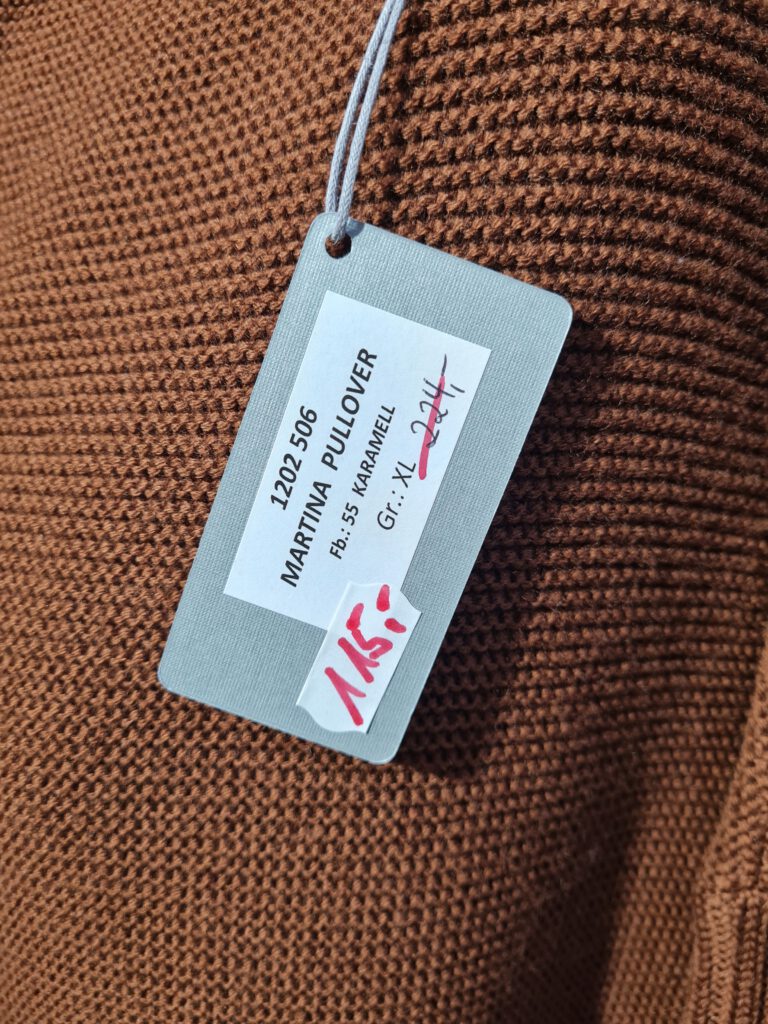 1202 506
MARTINA PULLOVER
Fb.: 55 KARAMELL
Gr.: XL 224,-
115.-